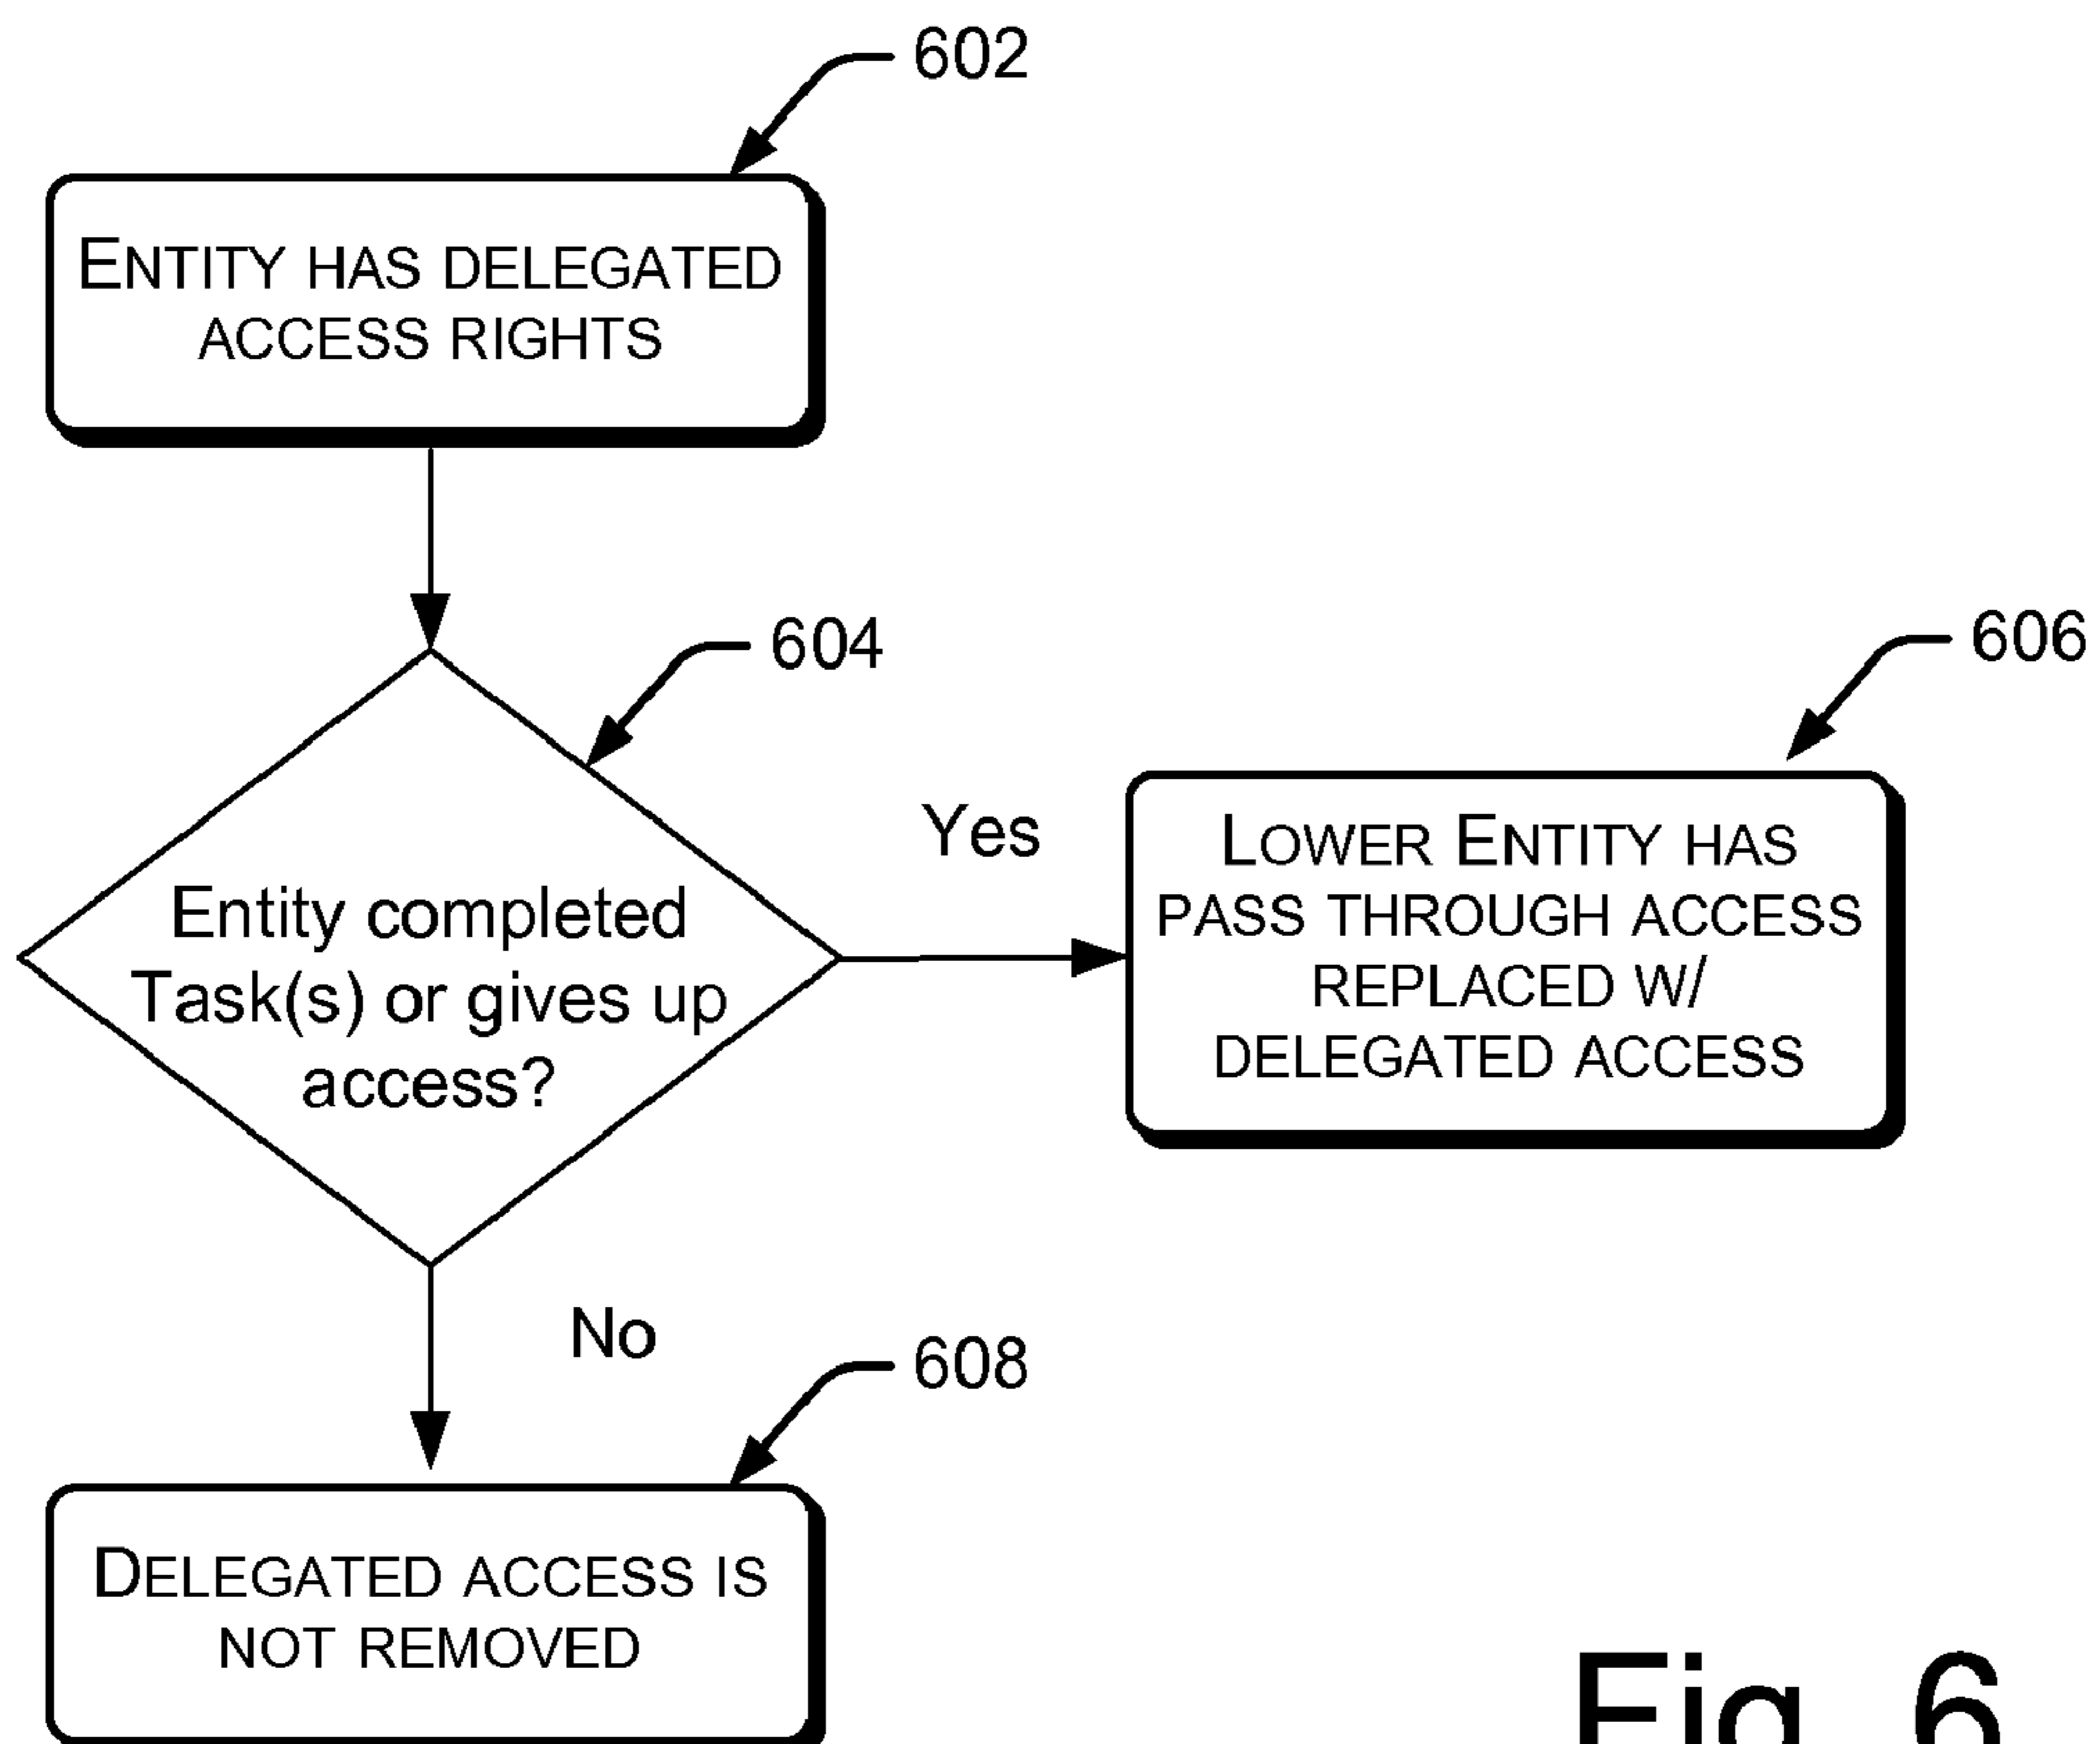 602
ENTITY HAS DELEGATED
ACCESS RIGHTS
604
606
Entity completed
Task(s) or gives up
access?
Yes
LOWER ENTITY HAS
PASS THROUGH ACCESS
REPLACED W/
DELEGATED ACCESS
No
608
DELEGATED ACCESS IS
NOT REMOVED
Fig. 6